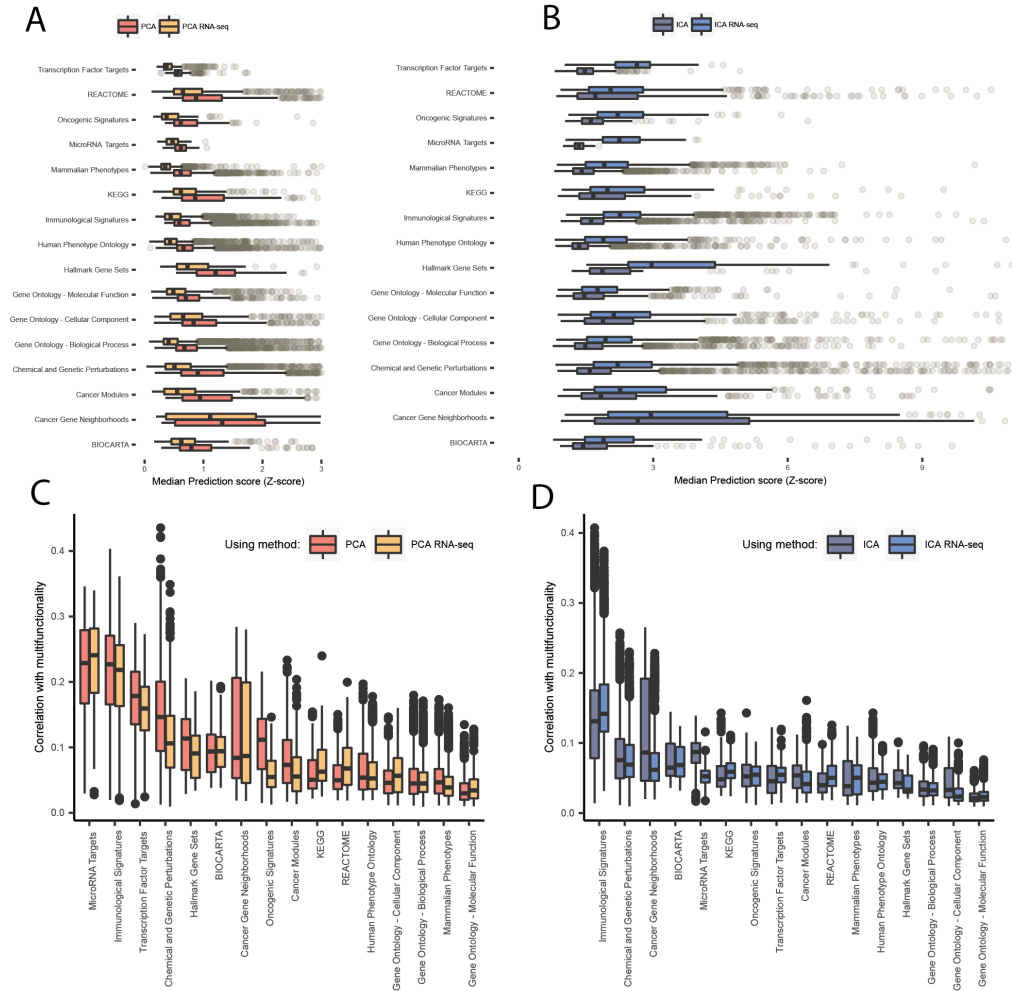 A
PCA PCA RNA-seq
Transcription Factor Targets
REACTOME
Oncogenic Signatures
MicroRNA Targets
Mammalian Phenotypes
KEGG
Immunological Signatures
Human Phenotype Ontology
Hallmark Gene Sets
Gene Ontology - Molecular Function
Gene Ontology - Cellular Component
Gene Ontology - Biological Process
Chemical and Genetic Perturbations
Cancer Modules
Cancer Gene Neighborhoods
BIOCARTA
0 1 2 3
Median Prediction score (Z-score)
B
ICA ICA RNA-seq
Transcription Factor Targets
REACTOME
Oncogenic Signatures
MicroRNA Targets
Mammalian Phenotypes
KEGG
Immunological Signatures
Human Phenotype Ontology
Hallmark Gene Sets
Gene Ontology - Molecular Function
Gene Ontology - Cellular Component
Gene Ontology - Biological Process
Chemical and Genetic Perturbations
Cancer Modules
Cancer Gene Neighborhoods
BIOCARTA
0 3 6 9
Median Prediction score (Z-score)
C
Using method: PCA PCA RNA-seq
Correlation with multifunctionality
0.4
0.3
0.2
0.1
0.0
MicroRNA Targets
Immunological Signatures
Transcription Factor Targets
Chemical and Genetic Perturbations
Hallmark Gene Sets
BIOCARTA
Cancer Gene Neighborhoods
Oncogenic Signatures
Cancer Modules
KEGG
REACTOME
Human Phenotype Ontology
Gene Ontology - Cellular Component
Gene Ontology - Biological Process
Mammalian Phenotypes
Gene Ontology - Molecular Function
D
Using method: ICA ICA RNA-seq
Correlation with multifunctionality
0.4
0.3
0.2
0.1
0.0
Immunological Signatures
Chemical and Genetic Perturbations
Cancer Gene Neighborhoods
BIOCARTA
MicroRNA Targets
KEGG
Oncogenic Signatures
Transcription Factor Targets
Cancer Modules
REACTOME
Mammalian Phenotypes
Human Phenotype Ontology
Hallmark Gene Sets
Gene Ontology - Biological Process
Gene Ontology - Cellular Component
Gene Ontology - Molecular Function